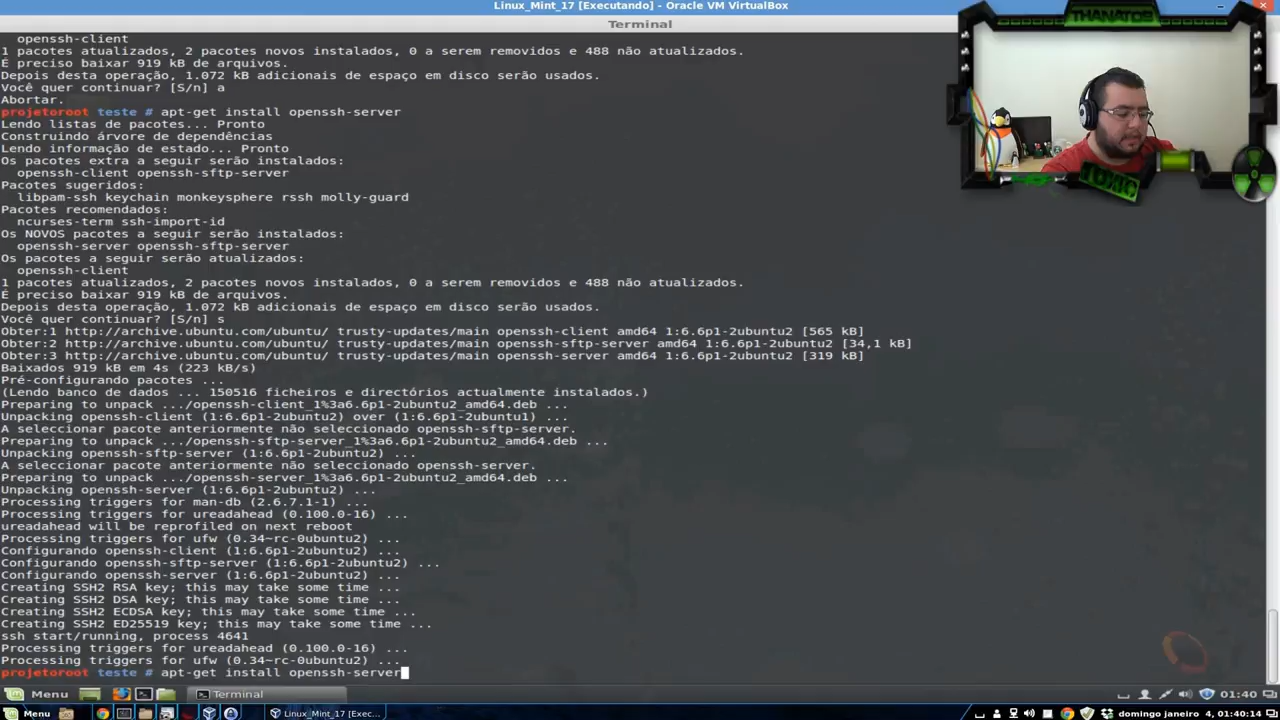 Linux_Mint_17 [Executando] - Oracle VM VirtualBox
Terminal
THANATOS
TOXIC
openssh-client
1 pacotes atualizados, 2 pacotes novos instalados, 0 a serem removidos e 488 não atualizados.
É preciso baixar 919 kB de arquivos.
Depois desta operação, 1.072 kB adicionais de espaço em disco serão usados.
Você quer continuar? [S/n] a
Abortar.
projetoroot teste # apt-get install openssh-server
Lendo listas de pacotes... Pronto
Construindo árvore de dependências
Lendo informação de estado... Pronto
Os pacotes extra a seguir serão instalados:
openssh-client openssh-sftp-server
Pacotes sugeridos:
libpam-ssh keychain monkeysphere rssh molly-guard
Pacotes recomendados:
ncurses-term ssh-import-id
Os NOVOS pacotes a seguir serão instalados:
openssh-server openssh-sftp-server
Os pacotes a seguir serão atualizados:
openssh-client
1 pacotes atualizados, 2 pacotes novos instalados, 0 a serem removidos e 488 não atualizados.
É preciso baixar 919 kB de arquivos.
Depois desta operação, 1.072 kB adicionais de espaço em disco serão usados.
Você quer continuar? [S/n] s
Obter:1 http://archive.ubuntu.com/ubuntu/ trusty-updates/main openssh-client amd64 1:6.6p1-2ubuntu2 [565 kB]
Obter:2 http://archive.ubuntu.com/ubuntu/ trusty-updates/main openssh-sftp-server amd64 1:6.6p1-2ubuntu2 [34,1 kB]
Obter:3 http://archive.ubuntu.com/ubuntu/ trusty-updates/main openssh-server amd64 1:6.6p1-2ubuntu2 [319 kB]
Baixados 919 kB em 4s (223 kB/s)
Pré-configurando pacotes ...
(Lendo banco de dados ... 150516 ficheiros e directórios actualmente instalados.)
Preparing to unpack .../openssh-client_1%3a6.6p1-2ubuntu2_amd64.deb ...
Unpacking openssh-client (1:6.6p1-2ubuntu2) over (1:6.6p1-2ubuntu1) ...
A seleccionar pacote anteriormente não seleccionado openssh-sftp-server.
Preparing to unpack .../openssh-sftp-server_1%3a6.6p1-2ubuntu2_amd64.deb ...
Unpacking openssh-sftp-server (1:6.6p1-2ubuntu2) ...
A seleccionar pacote anteriormente não seleccionado openssh-server.
Preparing to unpack .../openssh-server_1%3a6.6p1-2ubuntu2_amd64.deb ...
Unpacking openssh-server (1:6.6p1-2ubuntu2) ...
Processing triggers for man-db (2.6.7.1-1) ...
Processing triggers for ureadahead (0.100.0-16) ...
ureadahead will be reprofiled on next reboot
Processing triggers for ufw (0.34~rc-0ubuntu2) ...
Configurando openssh-client (1:6.6p1-2ubuntu2) ...
Configurando openssh-sftp-server (1:6.6p1-2ubuntu2) ...
Configurando openssh-server (1:6.6p1-2ubuntu2) ...
Creating SSH2 RSA key; this may take some time ...
Creating SSH2 DSA key; this may take some time ...
Creating SSH2 ECDSA key; this may take some time ...
Creating SSH2 ED25519 key; this may take some time ...
ssh start/running, process 4641
Processing triggers for ureadahead (0.100.0-16) ...
Processing triggers for ufw (0.34~rc-0ubuntu2) ...
projetoroot teste # apt-get install openssh-server
Menu Terminal 01:40
Menu Linux_Mint_17 [Exec... domingo janeiro 4, 01:40:14